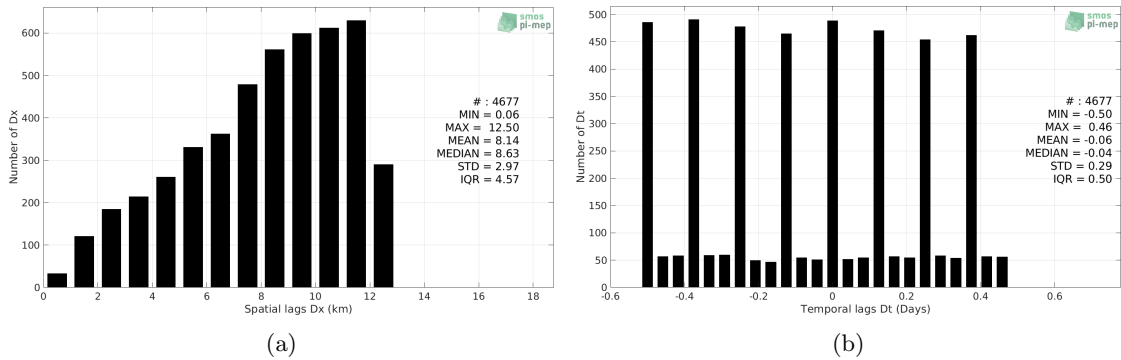 smos
pi-mep
600
500
400
300
200
100
0
Number of Dx
# : 4677
MIN = 0.06
MAX = 12.50
MEAN = 8.14
MEDIAN = 8.63
STD = 2.97
IQR = 4.57
0 2 4 6 8 10 12 14 16 18
Spatial lags Dx (km)
(a)
smos
pi-mep
500
450
400
350
300
250
200
150
100
50
0
Number of Dt
# : 4677
MIN = -0.50
MAX = 0.46
MEAN = -0.06
MEDIAN = -0.04
STD = 0.29
IQR = 0.50
-0.6 -0.4 -0.2 0 0.2 0.4 0.6
Temporal lags Dt (Days)
(b)